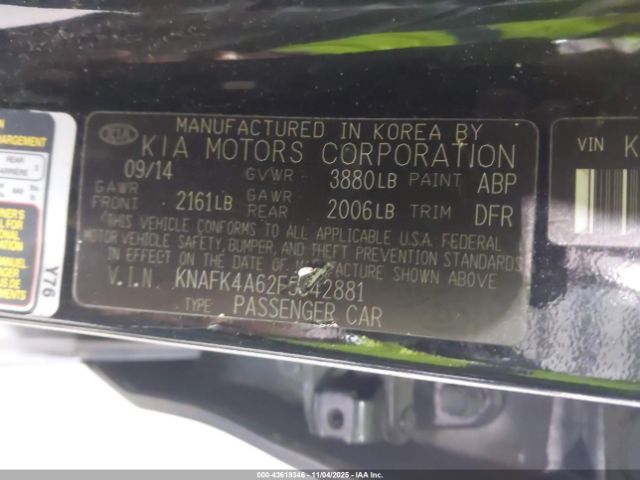 KIA
MANUFACTURED IN KOREA BY
KIA MOTORS CORPORATION
09/14 GVWR 3880LB PAINT ABP
GAWR FRONT 2161LB GAWR REAR 2006LB TRIM DFR
THIS VEHICLE CONFORMS TO ALL APPLICABLE U.S.A. FEDERAL
MOTOR VEHICLE SAFETY, BUMPER, AND THEFT PREVENTION STANDARDS
IN EFFECT ON THE DATE OF MANUFACTURE SHOWN ABOVE
V.I.N. 
TYPE PASSENGER CAR
REAR
ARRIÈRE
Y76
VIN K
000-43619346 - 11/04/2025 - IAA Inc.